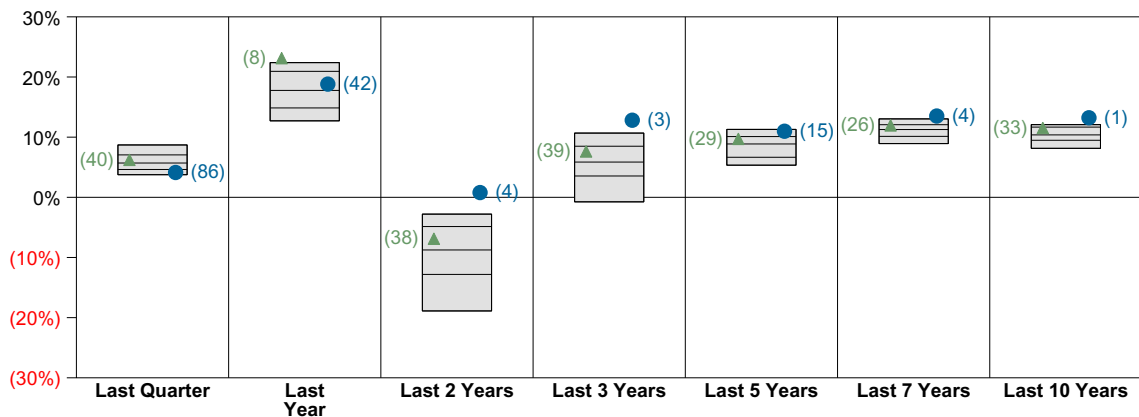 30%
20%
10%
0%
(10%)
(20%)
(30%)
(40)
(86)
(8)
(42)
(38)
(4)
(39)
(3)
(29)
(15)
(26)
(4)
(33)
(1)
Last Quarter
Last
Year
Last 2 Years
Last 3 Years
Last 5 Years
Last 7 Years
Last 10 Years